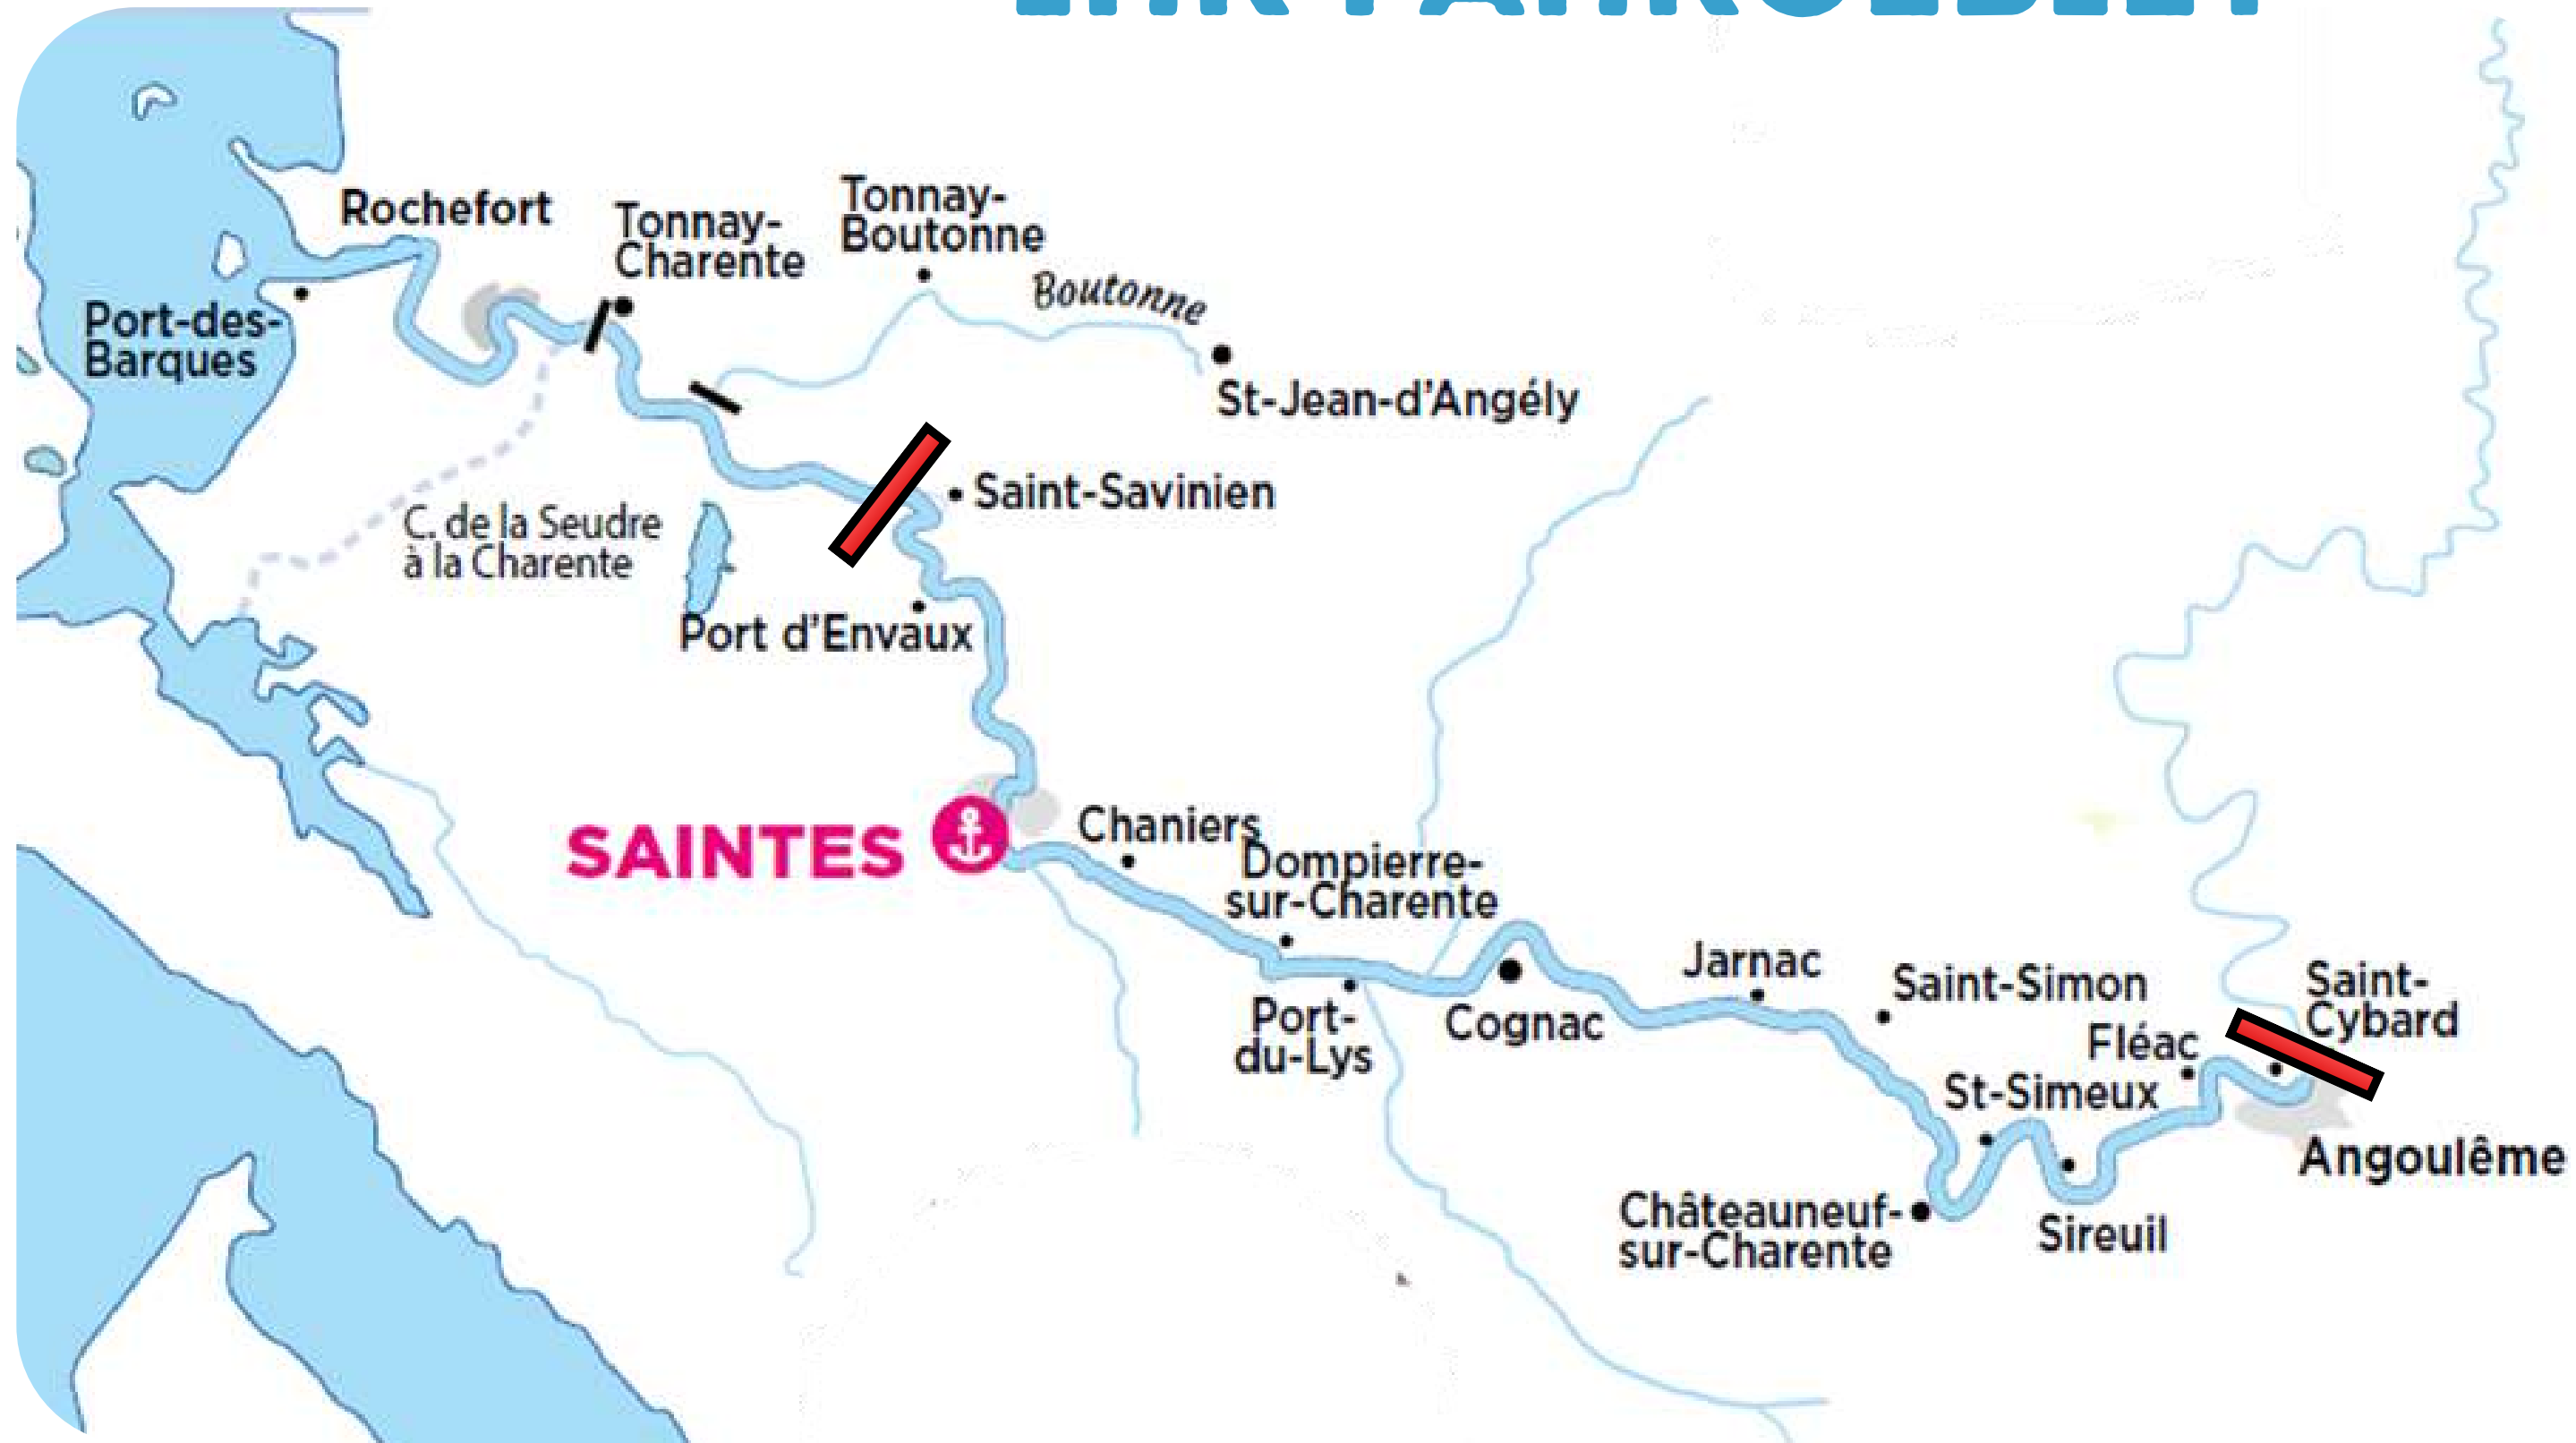 Rochefort
Tonnay-
Charente
Tonnay-
Boutonne
Boutonne
Port-des-
Barques
St-Jean-d'Angély
Saint-Savinien
C. de la Seudre
à la Charente
Port d'Envaux
SAINTES
Chaniers
Dompierre-
sur-Charente
Port-
du-Lys
Cognac
Jarnac
Saint-Simon
Saint-
Cybard
Fléac
St-Simeux
Angoulême
Châteauneuf-
sur-Charente
Sireuil